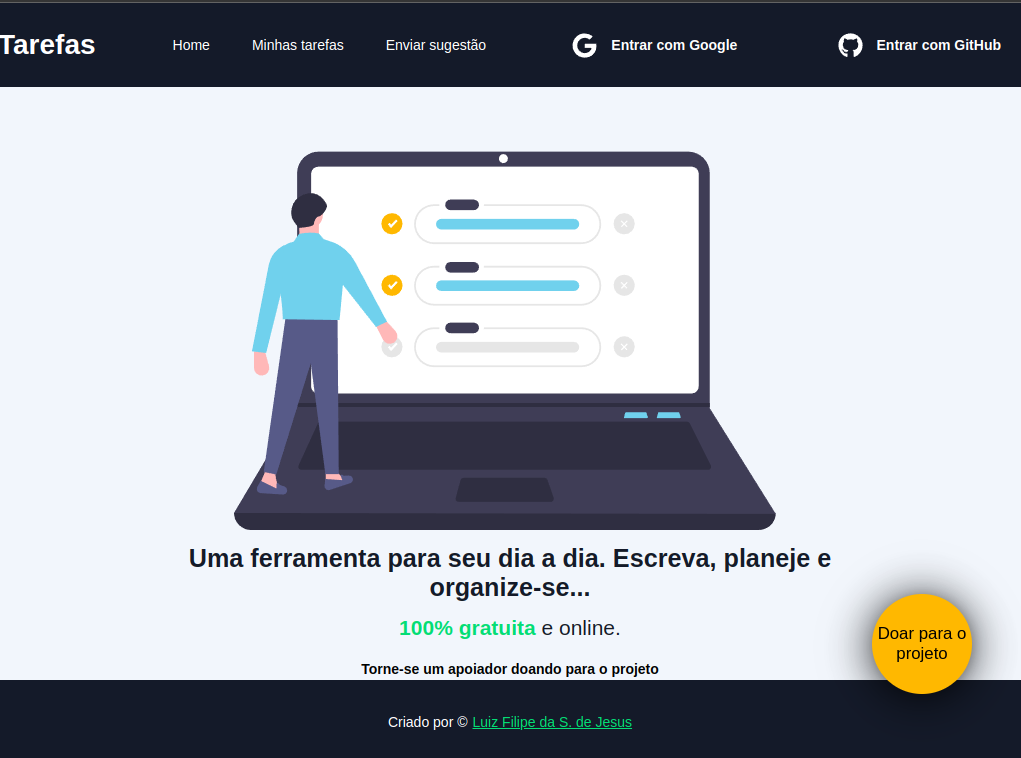 Tarefas
Home
Minhas tarefas
Enviar sugestão
Entrar com Google
Entrar com GitHub
Uma ferramenta para seu dia a dia. Escreva, planeje e
organize-se...
100% gratuita e online.
Doar para o
projeto
Torne-se um apoiador doando para o projeto
Criado por © Luiz Filipe da S. de Jesus